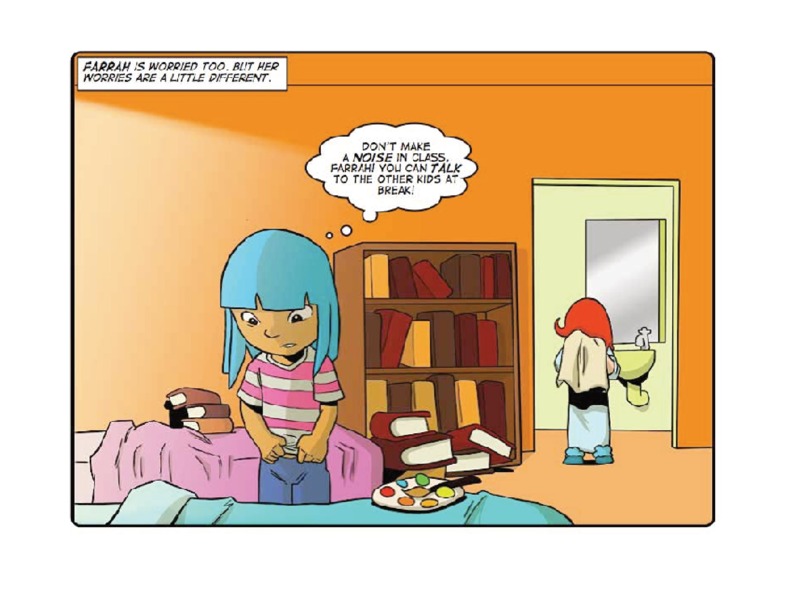 FARRAH IS WORRIED TOO. BUT HER
WORRIES ARE A LITTLE DIFFERENT.
DON'T MAKE
A NOISE IN CLASS,
FARRAH! YOU CAN TALK
TO THE OTHER KIDS AT
BREAK!